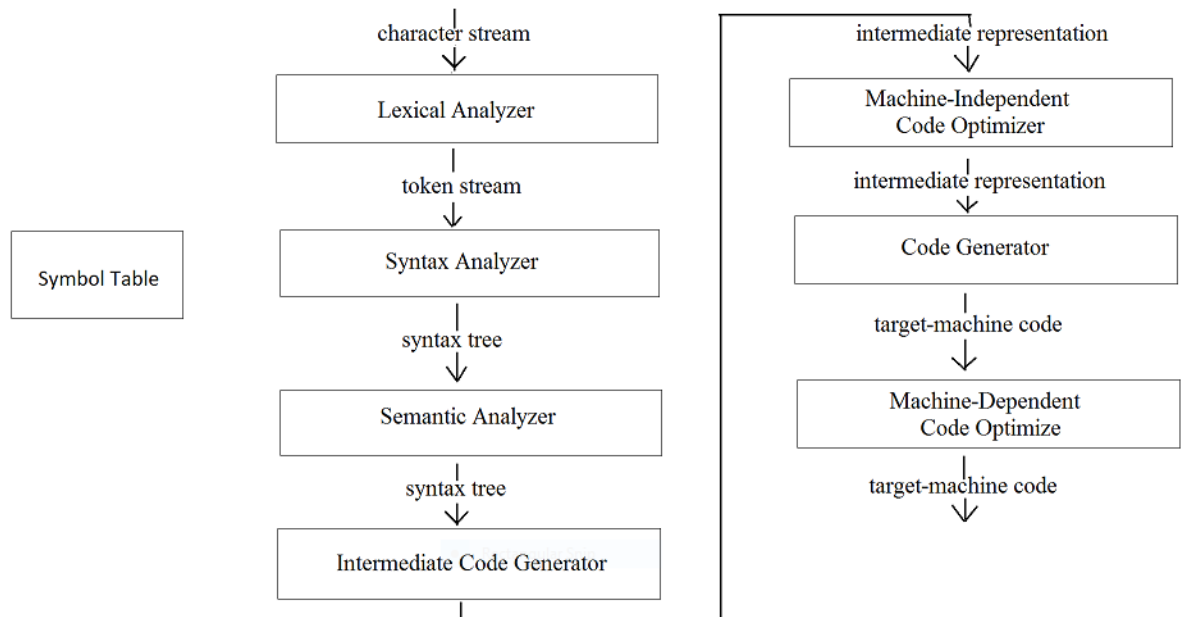 character stream
Lexical Analyzer
token stream
Symbol Table
Syntax Analyzer
syntax tree
Semantic Analyzer
syntax tree
Intermediate Code Generator
intermediate representation
Machine-Independent
Code Optimizer
intermediate representation
Code Generator
target-machine code
Machine-Dependent
Code Optimize
target-machine code